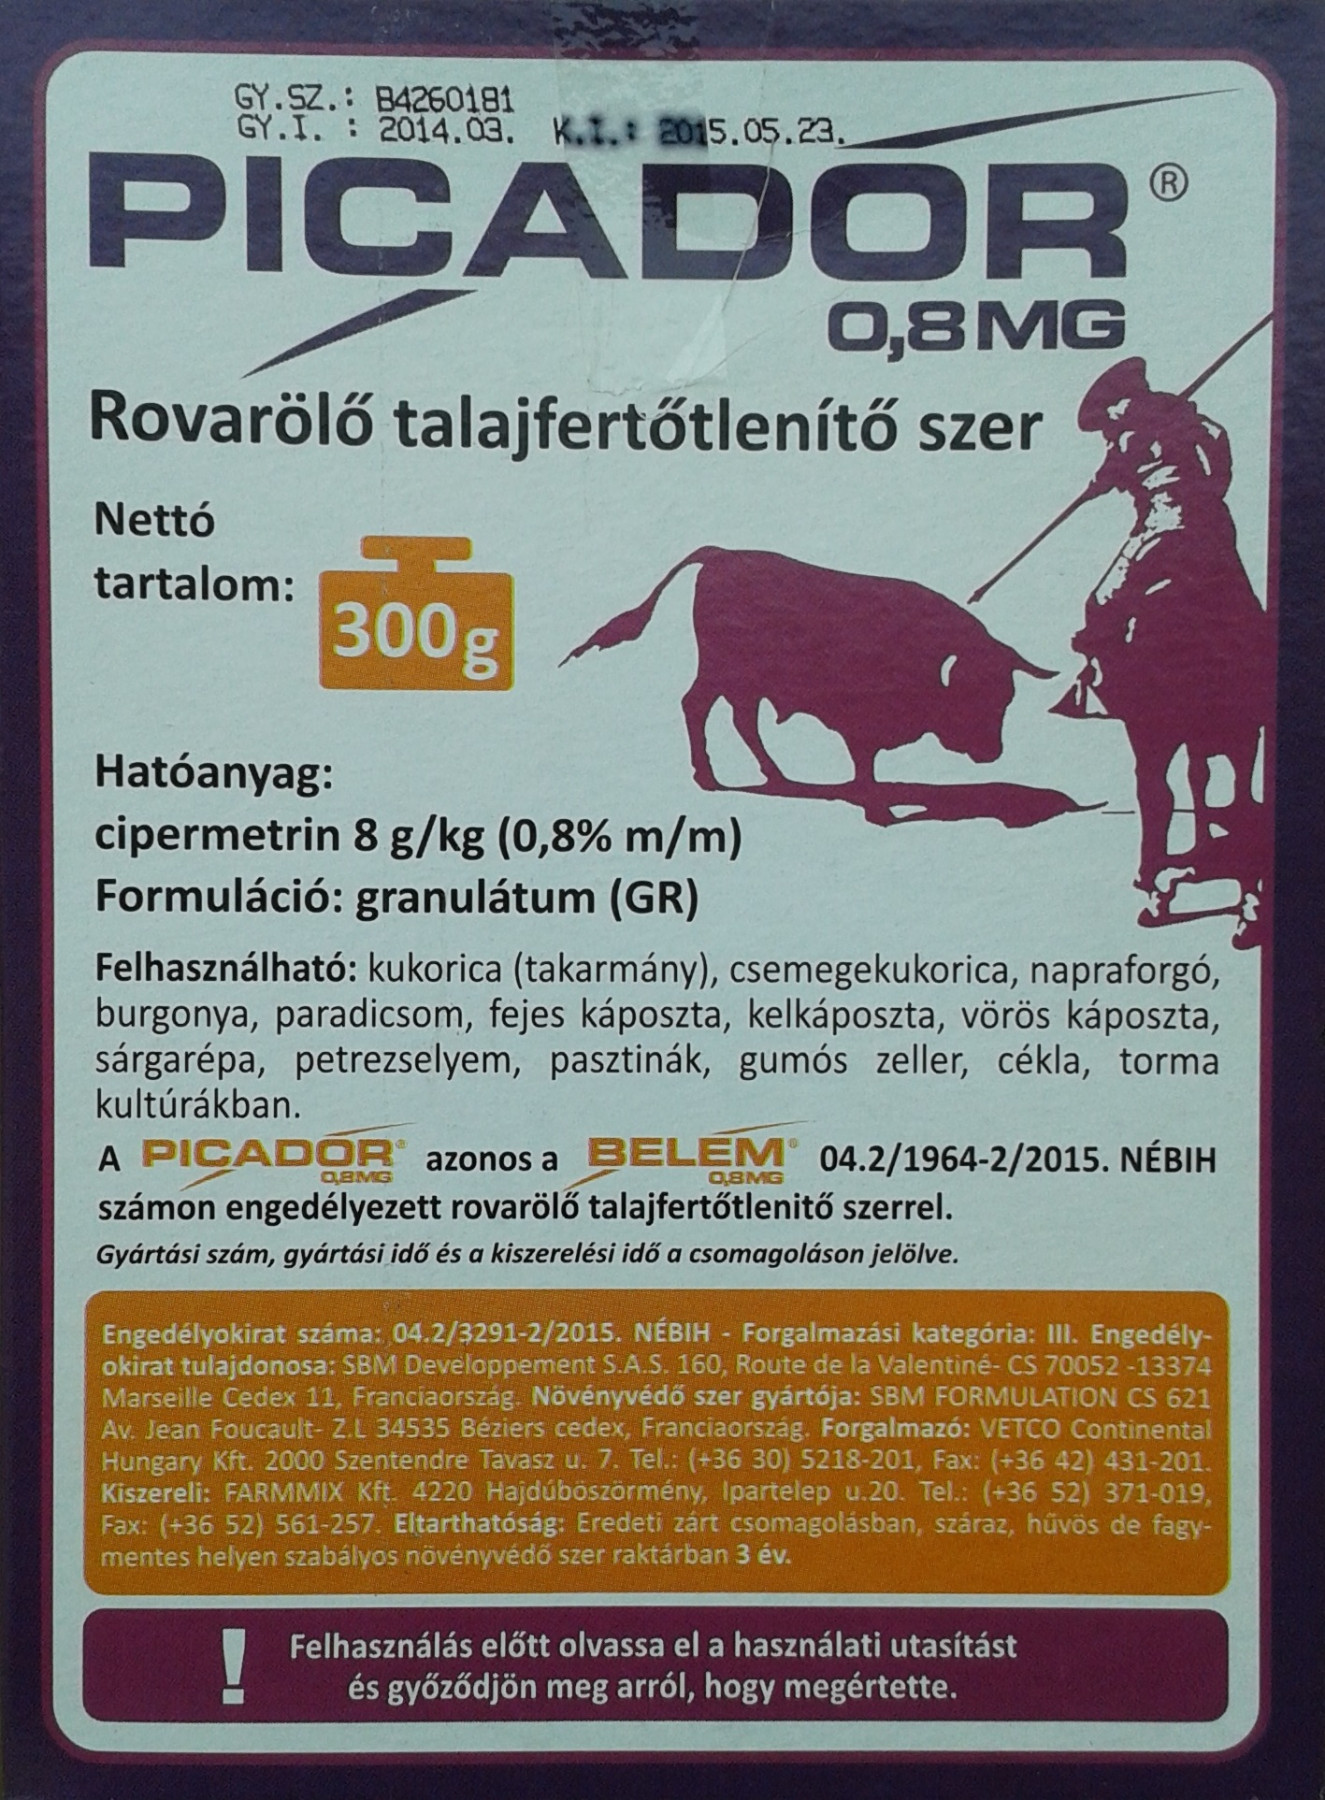 GY.SZ.: B4260181
GY.I. : 2014.03. K.I.: 2015.05.23.
PICADOR®
0,8MG
Rovarölő talajfertőtlenítő szer
Nettó
tartalom:
300g
Hatóanyag:
cipermetrin 8 g/kg (0,8% m/m)
Formuláció: granulátum (GR)
Felhasználható: kukorica (takarmány), csemegekukorica, napraforgó,
burgonya, paradicsom, fejes káposzta, kelkáposzta, vörös káposzta,
sárgarépa, petrezselyem, pasztinák, gumós zeller, cékla, torma
kultúrákban.
A PICADOR® 0,8MG azonos a BELEM® 0,8MG 04.2/1964-2/2015. NÉBIH
számon engedélyezett rovarölő talajfertőtlenitő szerrel.
Gyártási szám, gyártási idő és a kiszerelési idő a csomagoláson jelölve.
Engedélyokirat száma: 04.2/3291-2/2015. NÉBIH - Forgalmazási kategória: III. Engedély-
okirat tulajdonosa: SBM Developpement S.A.S. 160, Route de la Valentiné- CS 70052 -13374
Marseille Cedex 11, Franciaország. Növényvédő szer gyártója: SBM FORMULATION CS 621
Av. Jean Foucault- Z.L 34535 Béziers cedex, Franciaország. Forgalmazó: VETCO Continental
Hungary Kft. 2000 Szentendre Tavasz u. 7. Tel.: (+36 30) 5218-201, Fax: (+36 42) 431-201.
Kiszereli: FARMMIX Kft. 4220 Hajdúböszörmény, Ipartelep u.20. Tel.: (+36 52) 371-019,
Fax: (+36 52) 561-257. Eltarthatóság: Eredeti zárt csomagolásban, száraz, hűvös de fagy-
mentes helyen szabályos növényvédő szer raktárban 3 év.
! Felhasználás előtt olvassa el a használati utasítást
és győződjön meg arról, hogy megértette.